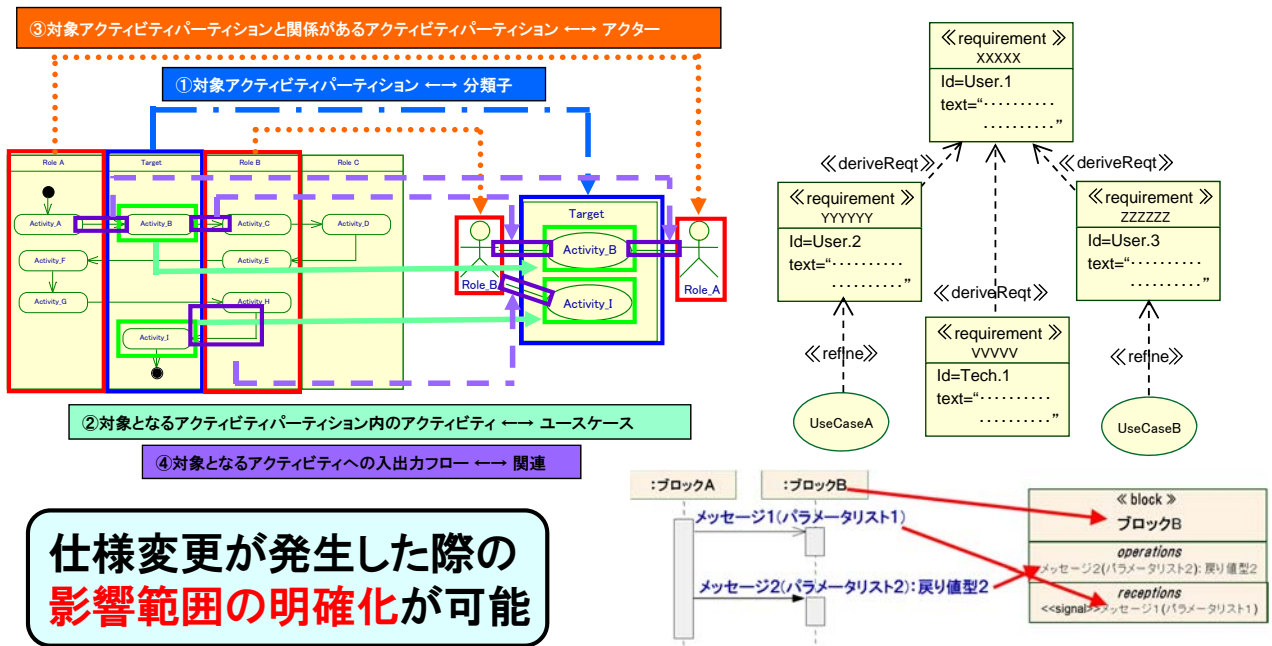 ③対象アクティビティパーティションと関係があるアクティビティパーティション ←→ アクター
①対象アクティビティパーティション ←→ 分類子
Role A
Target
Role B
Role C
Activity_A
Activity_B
Activity_C
Activity_D
Activity_F
Activity_E
Activity_G
Activity_H
Activity_I
Target
Activity_B
Activity_I
Role_B
Role_A
②対象となるアクティビティパーティション内のアクティビティ ←→ ユースケース
④対象となるアクティビティへの入出力フロー ←→ 関連
≪requirement ≫
XXXXX
Id=User.1
text=“‥‥‥‥‥
‥‥‥‥‥”
≪deriveReqt≫
≪deriveReqt≫
≪requirement ≫
YYYYYY
Id=User.2
text=“‥‥‥‥‥
‥‥‥‥‥”
≪requirement ≫
ZZZZZZ
Id=User.3
text=“‥‥‥‥‥
‥‥‥‥‥”
≪deriveReqt≫
≪requirement ≫
VVVVV
Id=Tech.1
text=“‥‥‥‥‥
‥‥‥‥‥”
≪refine≫
≪refine≫
UseCaseA
UseCaseB
仕様変更が発生した際の
影響範囲の明確化が可能
:ブロックA
:ブロックB
メッセージ1(パラメータリスト1)
メッセージ2(パラメータリスト2):戻り値型2
≪ block ≫
ブロックB
operations
メッセージ2(パラメータリスト2): 戻り値型2
receptions
<<signal>>メッセージ1(パラメータリスト1)